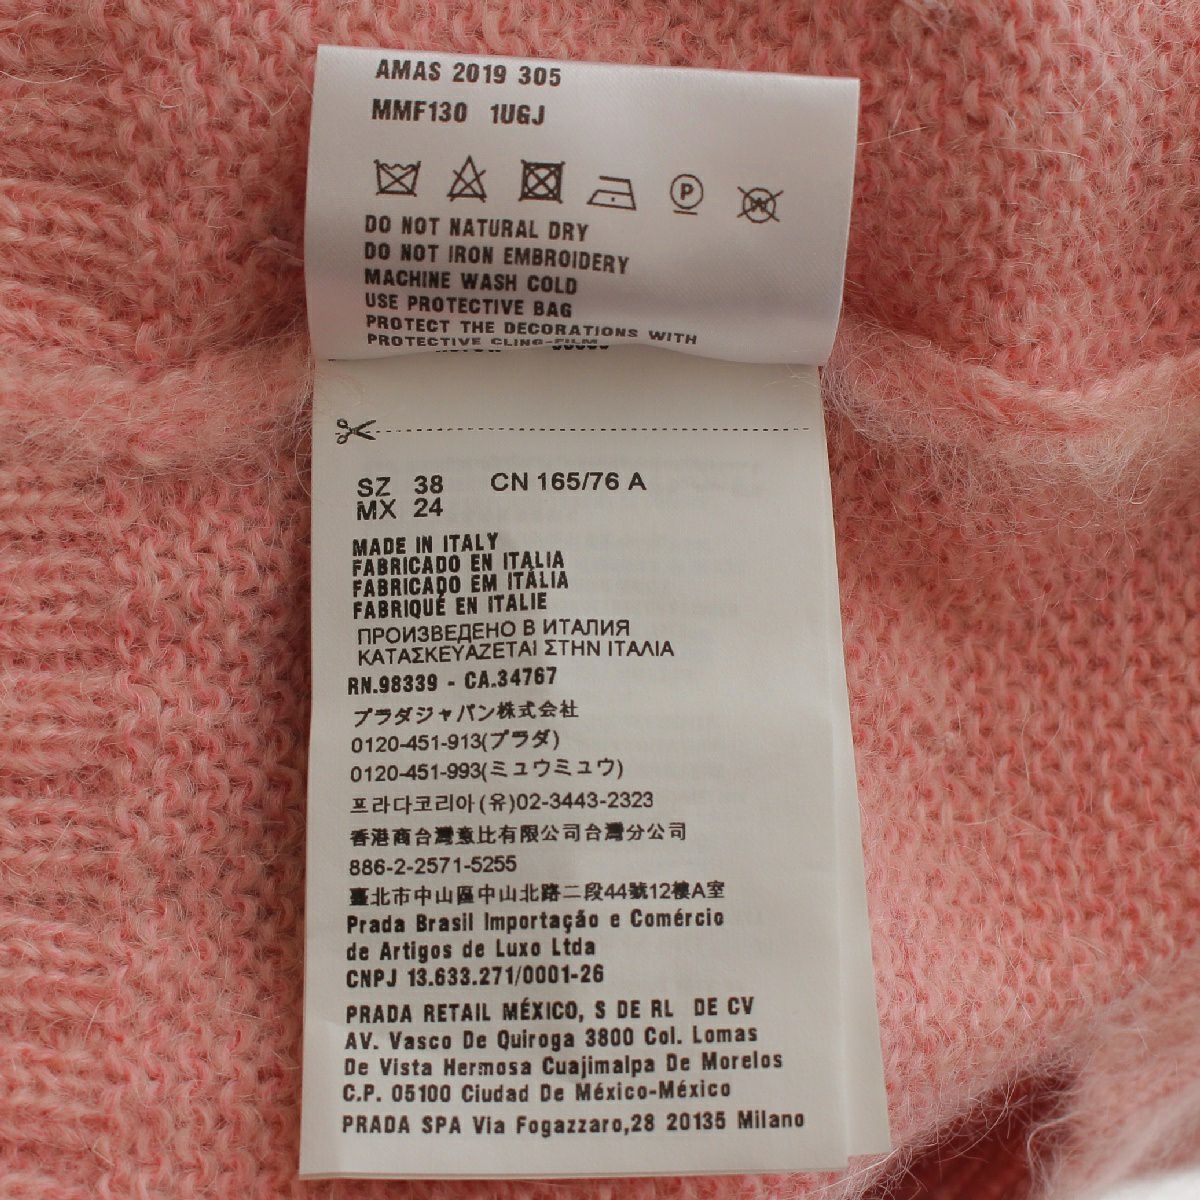 AMAS 2019 305
MMF130 1UGJ
P
W
DO NOT NATURAL DRY
DO NOT IRON EMBROIDERY
MACHINE WASH COLD
USE PROTECTIVE BAG
PROTECT THE DECORATIONS WITH
PROTECTIVE CLING-FILM
SZ 38 CN 165/76 A
MX 24
MADE IN ITALY
FABRICADO EN ITALIA
FABRICADO EM ITÁLIA
FABRIQUÉ EN ITALIE
ПРОИЗВЕДЕНО В ИТАЛИЯ
ΚΑΤΑΣΚΕΥΑΖΕΤΑΙ ΣΤΗΝ ΙΤΑΛΙΑ
RN.98339 - CA.34767
プラダジャパン株式会社
0120-451-913(プラダ)
0120-451-993(ミュウミュウ)
프라다코리아(유)02-3443-2323
香港商台灣意比有限公司台灣分公司
886-2-2571-5255
臺北市中山區中山北路二段44號12樓A室
Prada Brasil Importação e Comércio
de Artigos de Luxo Ltda
CNPJ 13.633.271/0001-26
PRADA RETAIL MÉXICO, S DE RL DE CV
AV. Vasco De Quiroga 3800 Col. Lomas
De Vista Hermosa Cuajimalpa De Morelos
C.P. 05100 Ciudad De México-México
PRADA SPA Via Fogazzaro,28 20135 Milano